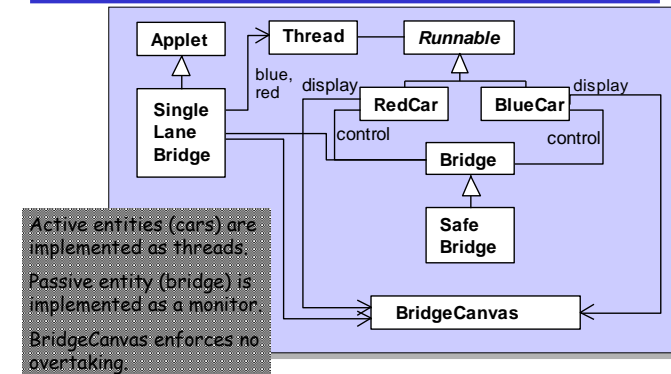 Applet
Thread
Runnable
blue,
red
display
display
Single
Lane
Bridge
RedCar
BlueCar
control
control
Bridge
Safe
Bridge
BridgeCanvas
Active entities (cars) are
implemented as threads.
Passive entity (bridge) is
implemented as a monitor.
BridgeCanvas enforces no
overtaking.